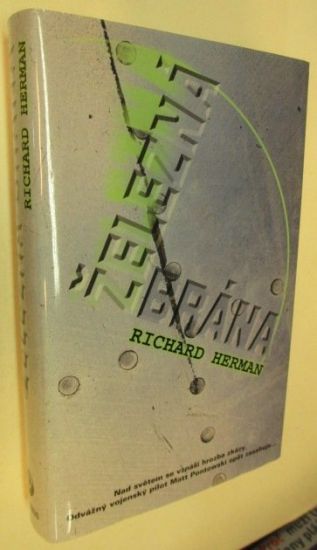 RICHARD HERMAN
ŽELEZNÁ
BRÁNA
RICHARD HERMAN
Nad světem se vznáší hrozba zkázy.
Odvážný vojenský pilot Matt Pontowski opět zasahuje...